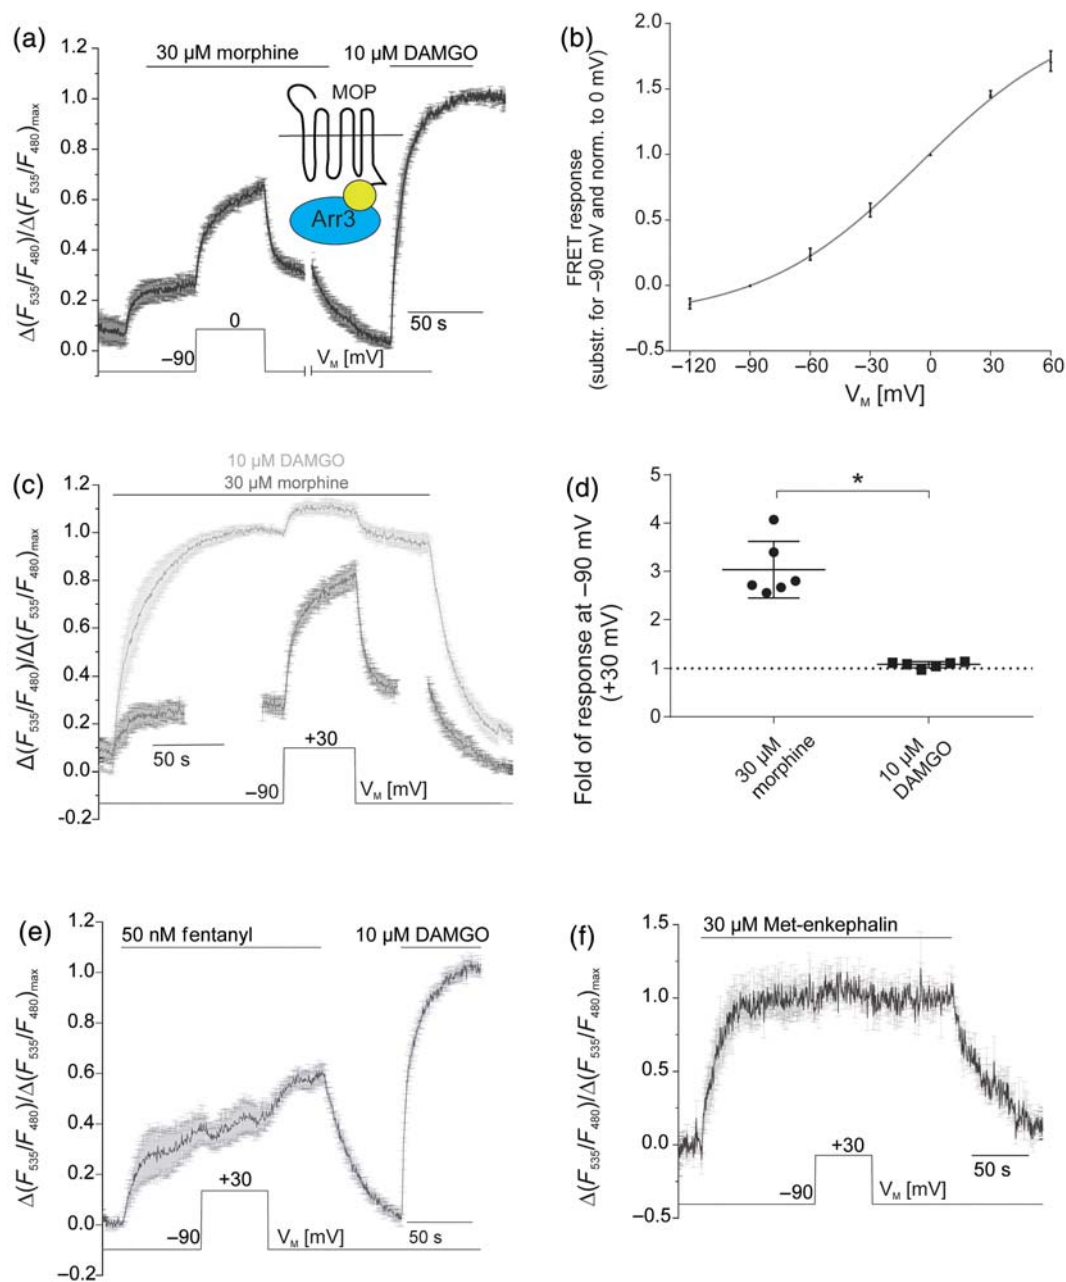 (a)
30 µM morphine
10 µM DAMGO
MOP
Arr3
Δ(F535/F480)/Δ(F535/F480)max
1.2
1.0
0.8
0.6
0.4
0.2
0.0
0
−90
VM [mV]
50 s
(b)
FRET response
(substr. for −90 mV and norm. to 0 mV)
2.0
1.5
1.0
0.5
0.0
−0.5
−120 −90 −60 −30 0 30 60
VM [mV]
(c)
10 µM DAMGO
30 µM morphine
Δ(F535/F480)/Δ(F535/F480)max
1.2
1.0
0.8
0.6
0.4
0.2
0.0
-0.2
50 s
+30
−90
VM [mV]
(d)
Fold of response at −90 mV
(+30 mV)
5
4
3
2
1
0
*
30 µM
morphine
10 µM
DAMGO
(e)
50 nM fentanyl
10 µM DAMGO
Δ(F535/F480)/Δ(F535/F480)max
1.2
1.0
0.8
0.6
0.4
0.2
0.0
−0.2
+30
−90
VM [mV]
50 s
(f)
30 µM Met-enkephalin
Δ(F535/F480)/Δ(F535/F480)max
1.5
1.0
0.5
0.0
−0.5
+30
−90
VM [mV]
50 s